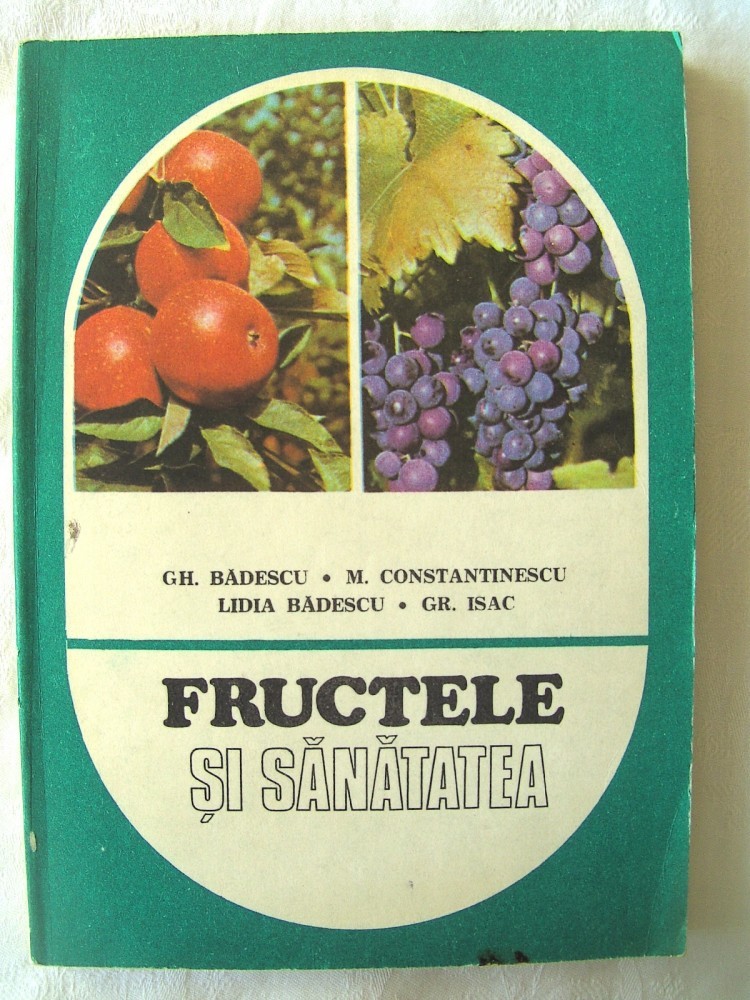 GH. BĂDESCU • M. CONSTANTINESCU
LIDIA BĂDESCU • GR. ISAC
FRUCTELE
ȘI SĂNĂTATEA